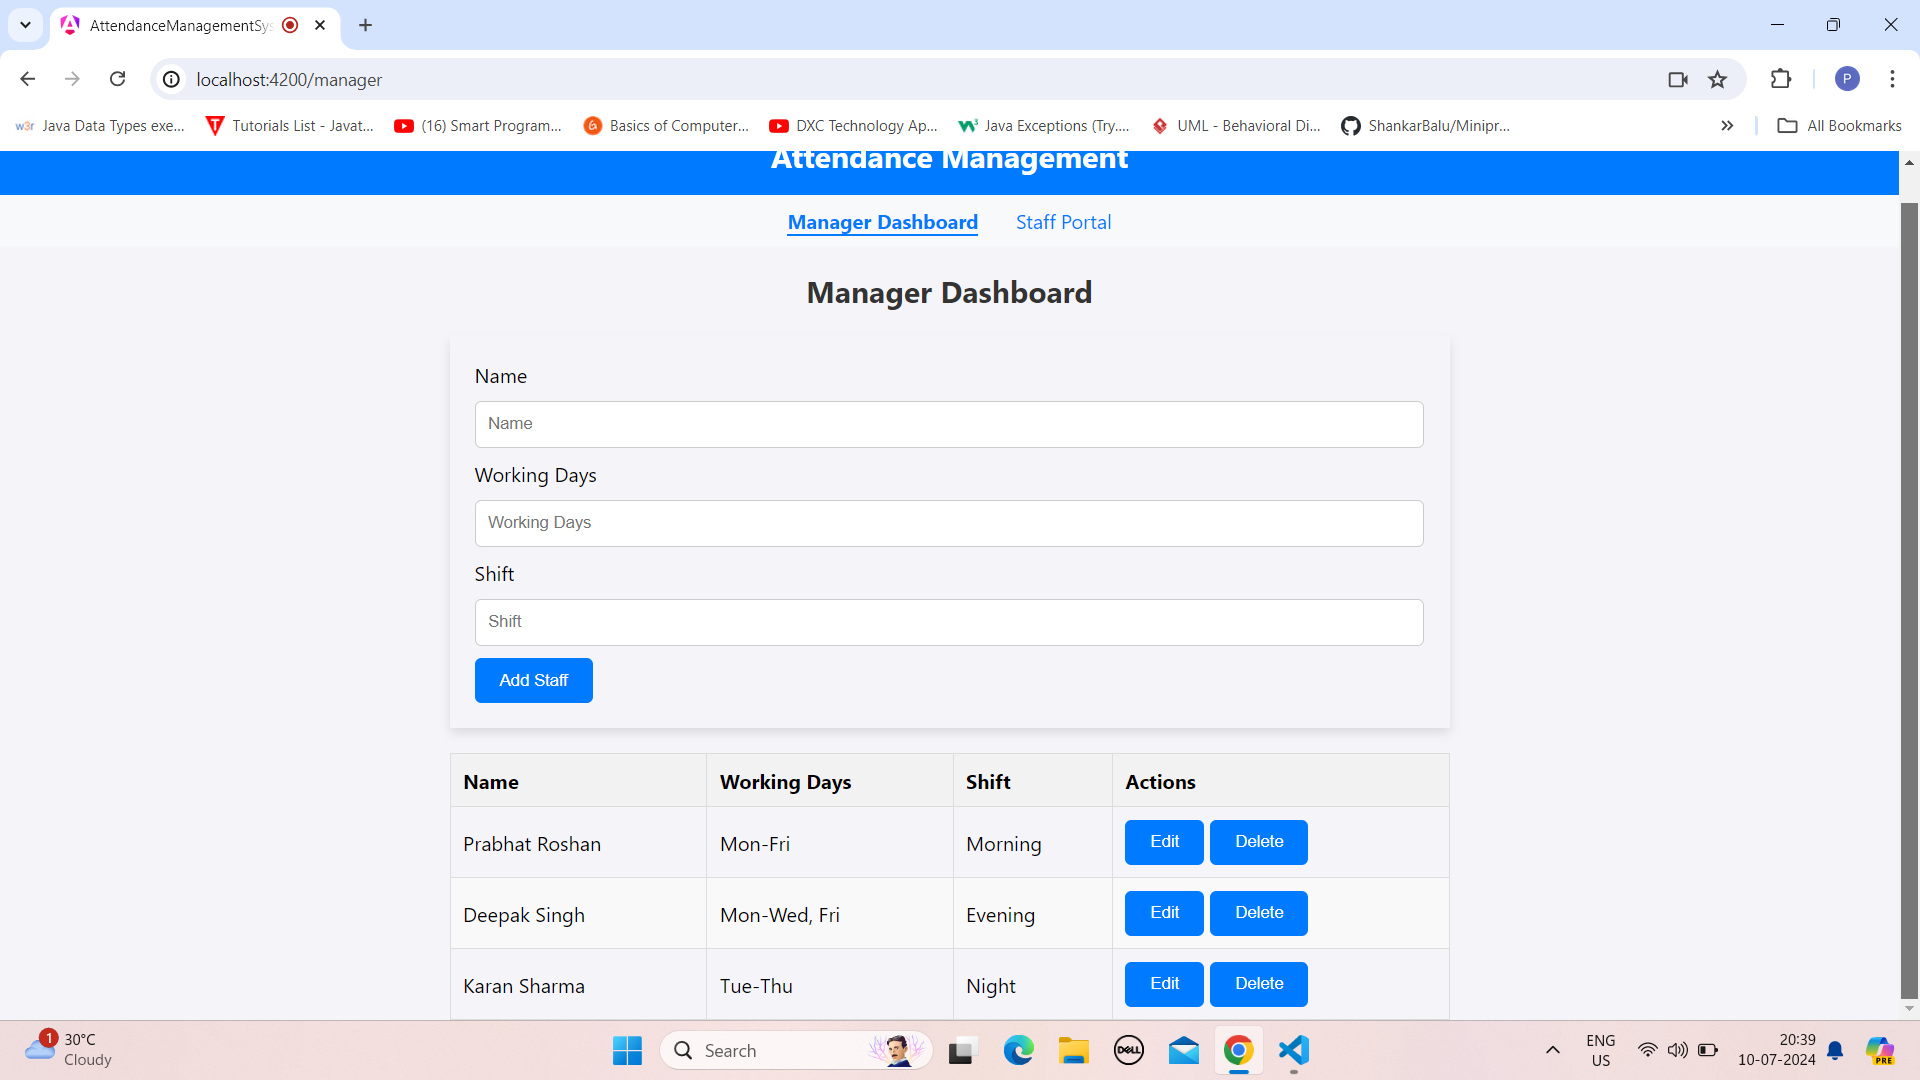 AttendanceManagementSys
localhost:4200/manager
P
w3r Java Data Types exe...
Tutorials List - Javat...
(16) Smart Program...
Basics of Computer...
DXC Technology Ap...
Java Exceptions (Try....
UML - Behavioral Di...
ShankarBalu/Minipr...
All Bookmarks
Attendance Management
Manager Dashboard Staff Portal
Manager Dashboard
Name
Name
Working Days
Working Days
Shift
Shift
Add Staff
Name Working Days Shift Actions
Prabhat Roshan Mon-Fri Morning Edit Delete
Deepak Singh Mon-Wed, Fri Evening Edit Delete
Karan Sharma Tue-Thu Night Edit Delete
1
30°C
Cloudy
Search
DELL
ENG
US
20:39
10-07-2024
PRE